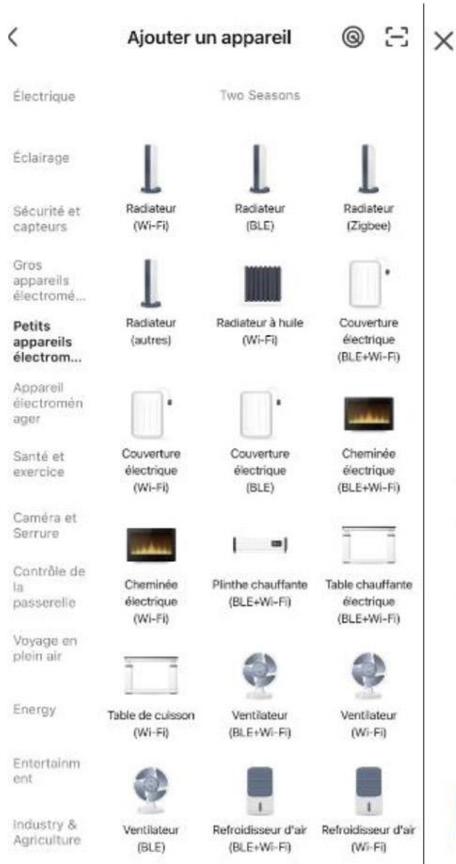 Ajouter un appareil
Électrique
Éclairage
Sécurité et
capteurs
Gros
appareils
électromé...
Petits
appareils
électrom...
Appareil
électromén
ager
Santé et
exercice
Caméra et
Serrure
Contrôle de
la
passerelle
Voyage en
plein air
Energy
Entertainm
ent
Industry &
Agriculture
Two Seasons
Radiateur
(Wi-Fi)
Radiateur
(BLE)
Radiateur
(Zigbee)
Radiateur
(autres)
Radiateur à huile
(Wi-Fi)
Couverture
électrique
(BLE+Wi-Fi)
Couverture
électrique
(Wi-Fi)
Couverture
électrique
(BLE)
Cheminée
électrique
(BLE+Wi-Fi)
Cheminée
électrique
(Wi-Fi)
Plinthe chauffante
(BLE+Wi-Fi)
Table chauffante
électrique
(BLE+Wi-Fi)
Table de cuisson
(Wi-Fi)
Ventilateur
(BLE+Wi-Fi)
Ventilateur
(Wi-Fi)
Ventilateur
(BLE)
Refroidisseur d'air
(BLE+Wi-Fi)
Refroidisseur d'air
(Wi-Fi)